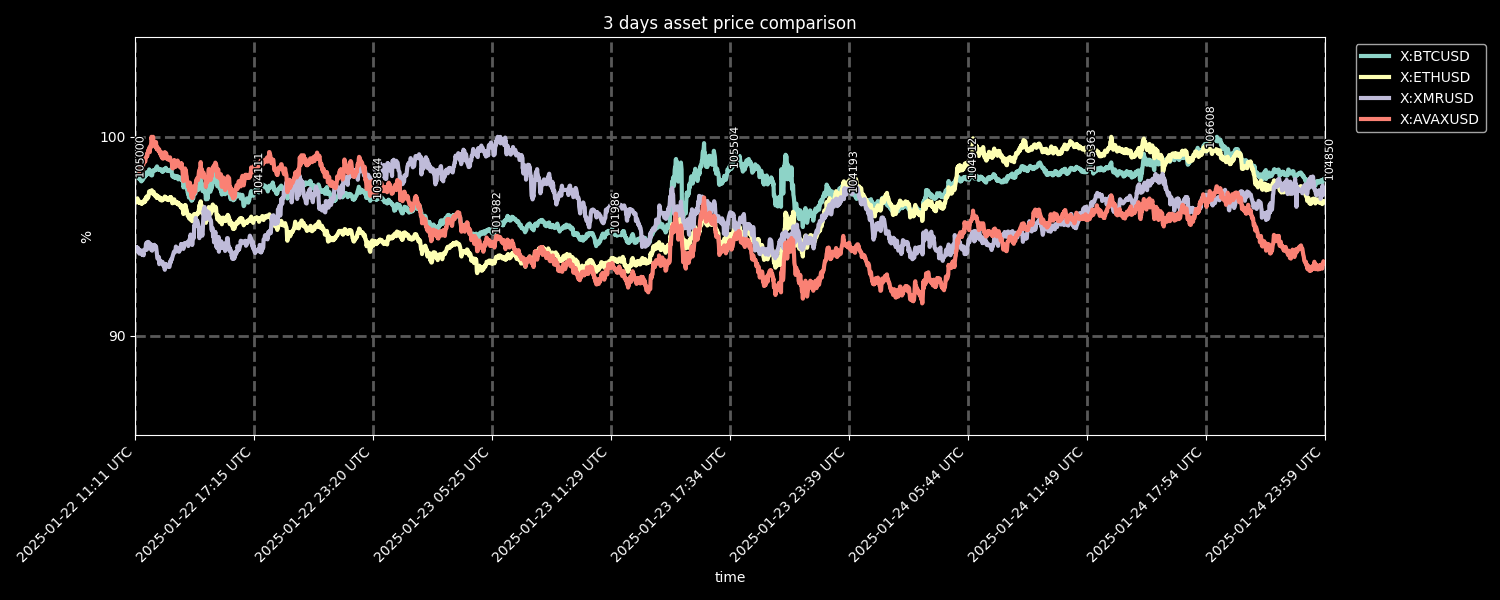 3 days asset price comparison
X:BTCUSD
X:ETHUSD
X:XMRUSD
X:AVAXUSD
100
90
%
105000
104111
103844
101982
101986
105504
104193
104912
105363
106608
104850
2025-01-22 11:11 UTC
2025-01-22 17:15 UTC
2025-01-22 23:20 UTC
2025-01-23 05:25 UTC
2025-01-23 11:29 UTC
2025-01-23 17:34 UTC
2025-01-23 23:39 UTC
2025-01-24 05:44 UTC
2025-01-24 11:49 UTC
2025-01-24 17:54 UTC
2025-01-24 23:59 UTC
time